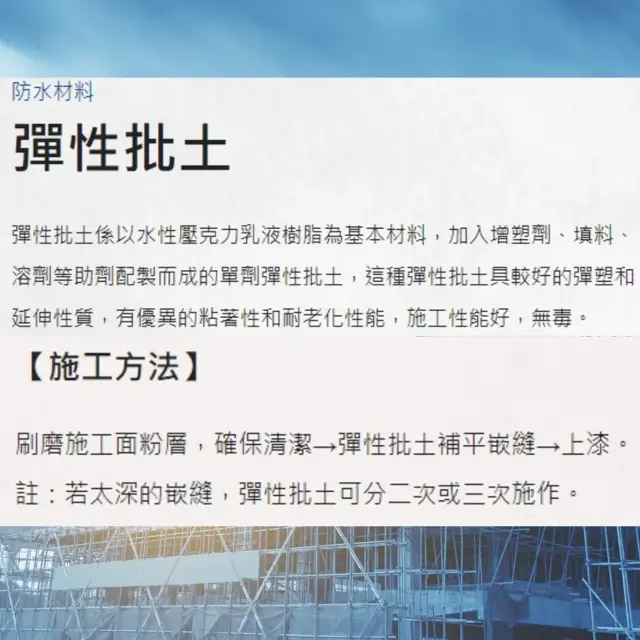 防水材料
彈性批土
彈性批土係以水性壓克力乳液樹脂為基本材料，加入增塑劑、填料、
溶劑等助劑配製而成的單劑彈性批土，這種彈性批土具較好的彈塑和
延伸性質，有優異的粘著性和耐老化性能，施工性能好，無毒。
【施工方法】
刷磨施工面粉層，確保清潔→彈性批土補平嵌縫→上漆。
註：若太深的嵌縫，彈性批土可分二次或三次施作。